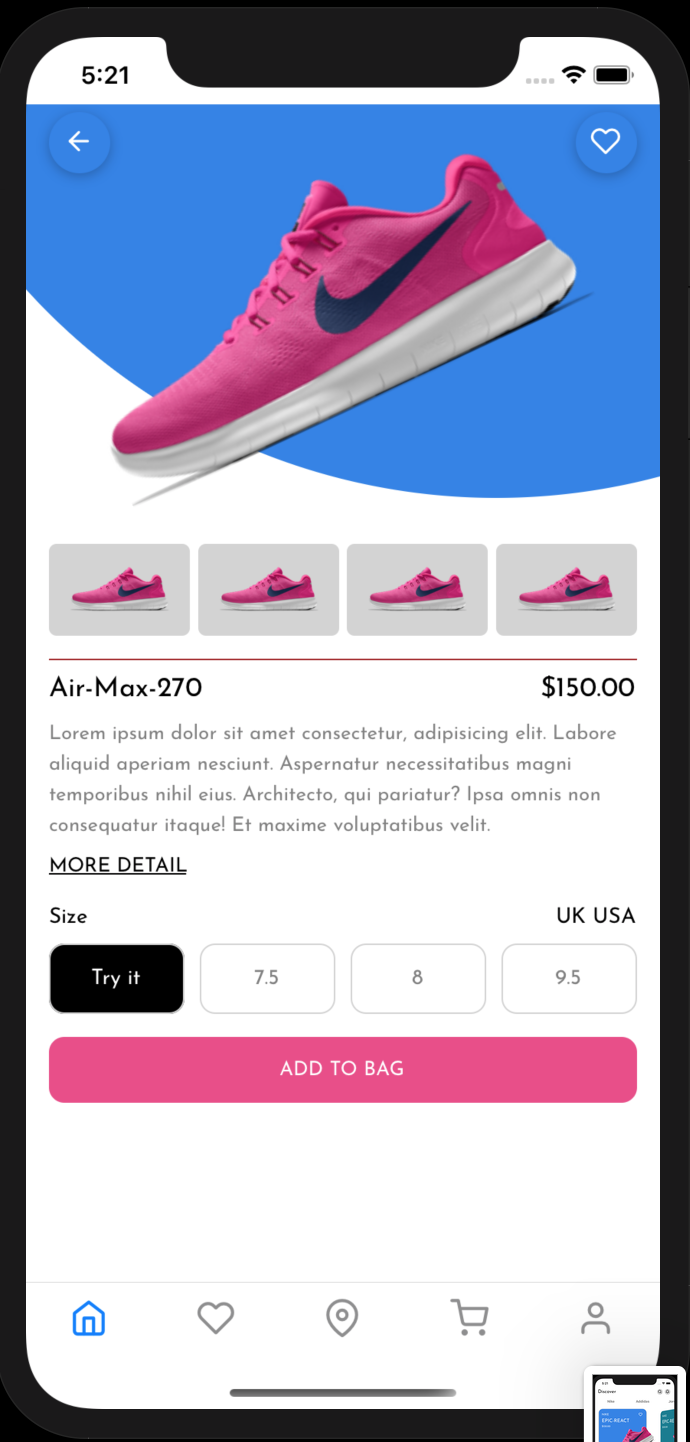 5:21
Air-Max-270
$150.00
Lorem ipsum dolor sit amet consectetur, adipisicing elit. Labore
aliquid aperiam nesciunt. Aspernatur necessitatibus magni
temporibus nihil eius. Architecto, qui pariatur? Ipsa omnis non
consequatur itaque! Et maxime voluptatibus velit.
MORE DETAIL
Size
UK USA
Try it
7.5
8
9.5
ADD TO BAG
Discover
EPIC-REACT